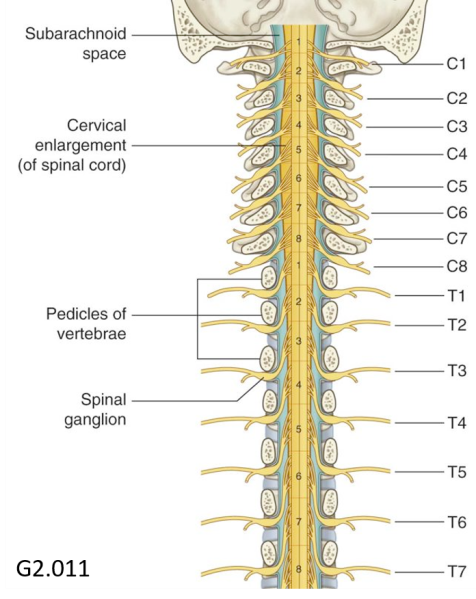 Subarachnoid
space
Cervical
enlargement
(of spinal cord)
Pedicles of
vertebrae
Spinal
ganglion
1
2
3
4
5
6
7
8
1
2
3
4
5
6
7
8
C1
C2
C3
C4
C5
C6
C7
C8
T1
T2
T3
T4
T5
T6
T7
G2.011